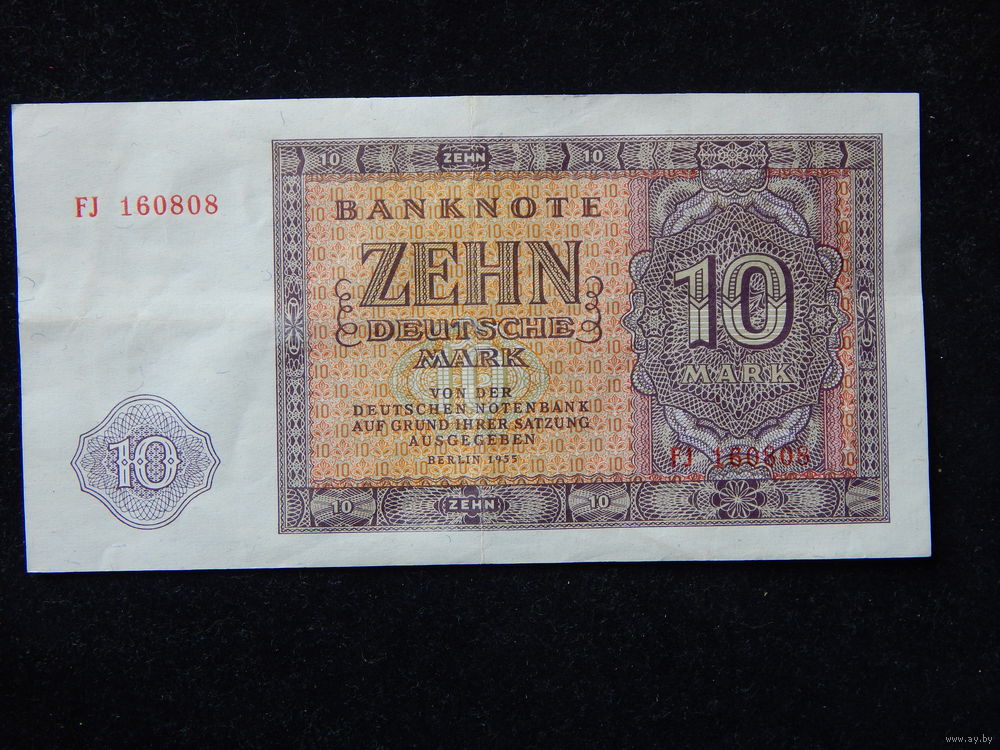 10 ZEHN 10
FJ 160808
BANKNOTE
ZEHN
DEUTSCHE
MARK
VON DER
DEUTSCHEN NOTENBANK
AUF GRUND IHRER SATZUNG
AUSGEGEBEN
BERLIN 1955
10
MARK
FJ 160808
10
10
10 ZEHN 10
www.ay.by